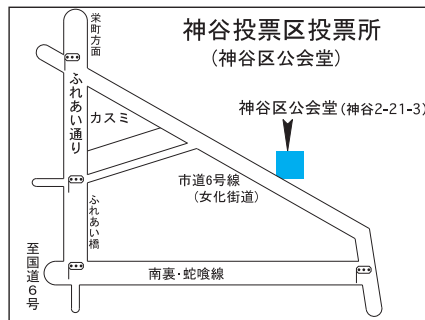 神谷投票区投票所
(神谷区公会堂)
栄町方面
ふれあい通り
カスミ
神谷区公会堂(神谷2-21-3)
市道6号線
(女化街道)
ふれあい橋
至国道6号
南裏・蛇喰線